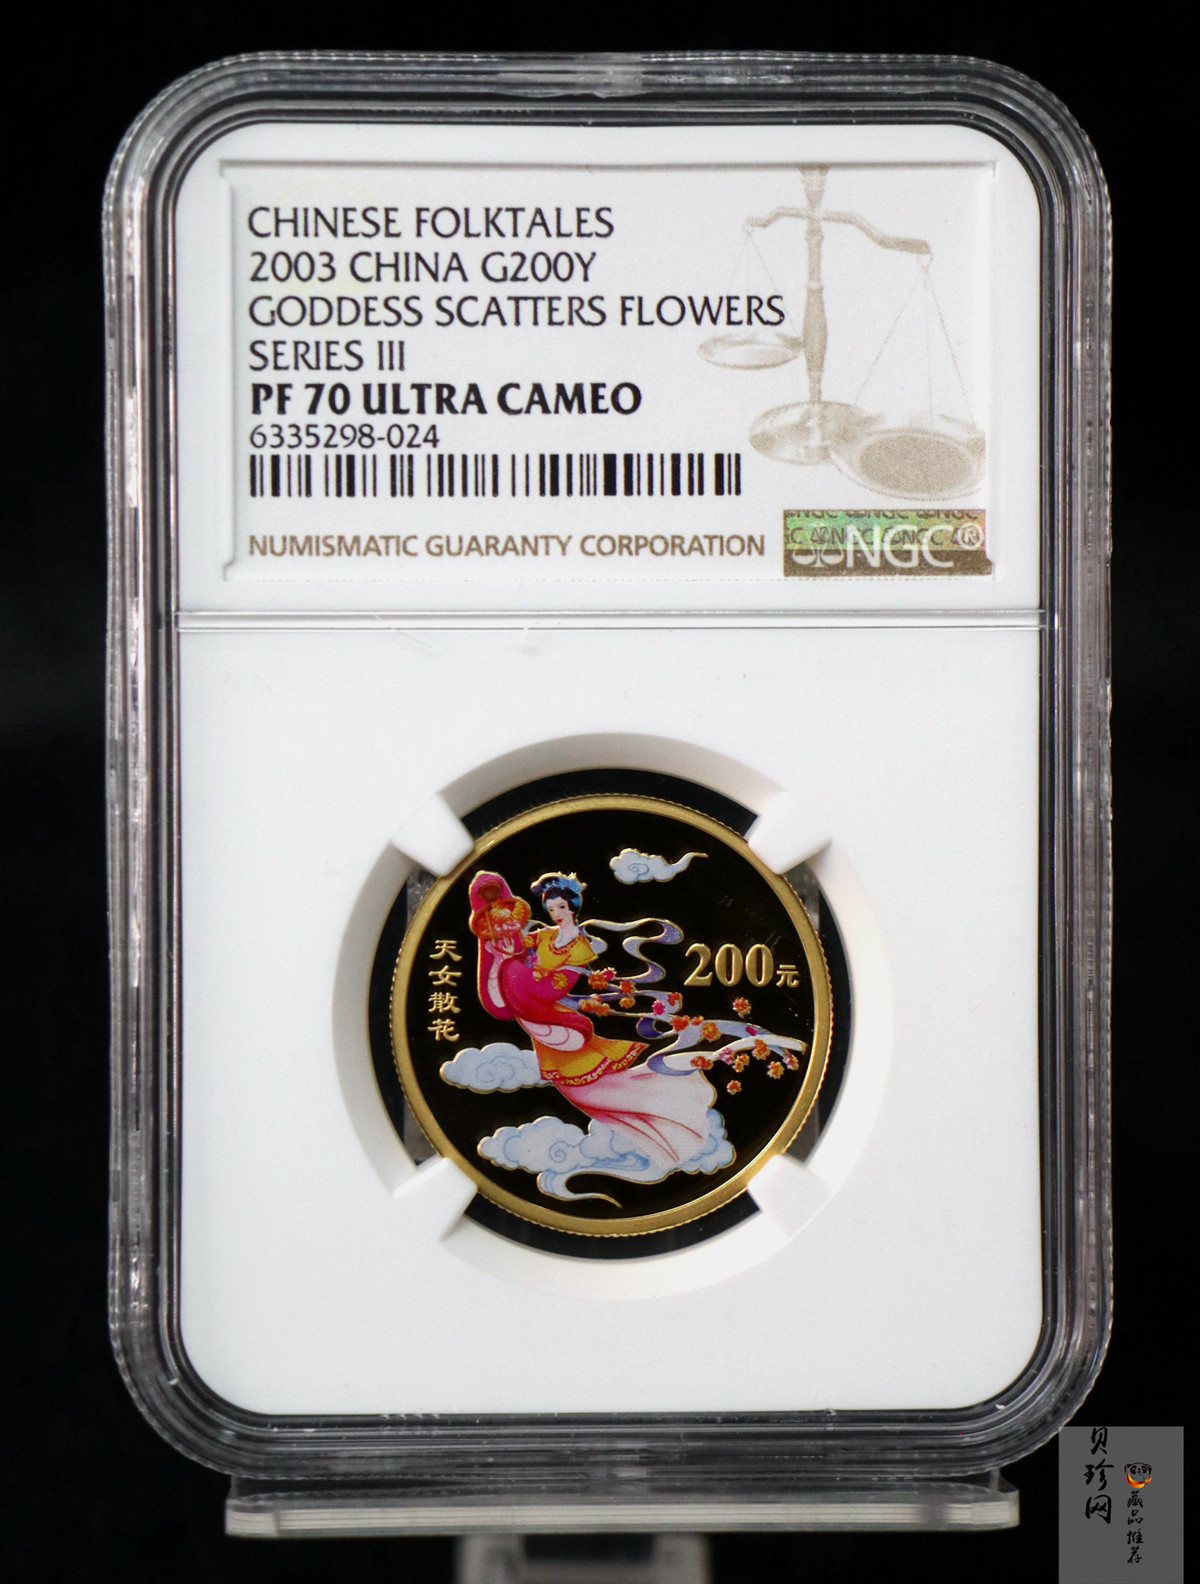 CHINESE FOLKTALES
2003 CHINA G200Y
GODDESS SCATTERS FLOWERS
SERIES III
PF 70 ULTRA CAMEO
6335298-024
NUMISMATIC GUARANTY CORPORATION
NGC®
天女散花
200元
贝珍网
藏品推荐